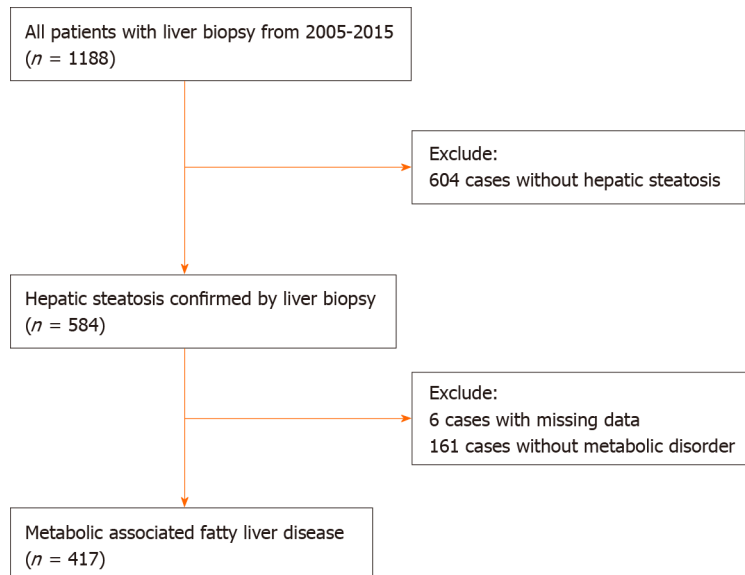 All patients with liver biopsy from 2005-2015
(n = 1188)
Exclude:
604 cases without hepatic steatosis
Hepatic steatosis confirmed by liver biopsy
(n = 584)
Exclude:
6 cases with missing data
161 cases without metabolic disorder
Metabolic associated fatty liver disease
(n = 417)